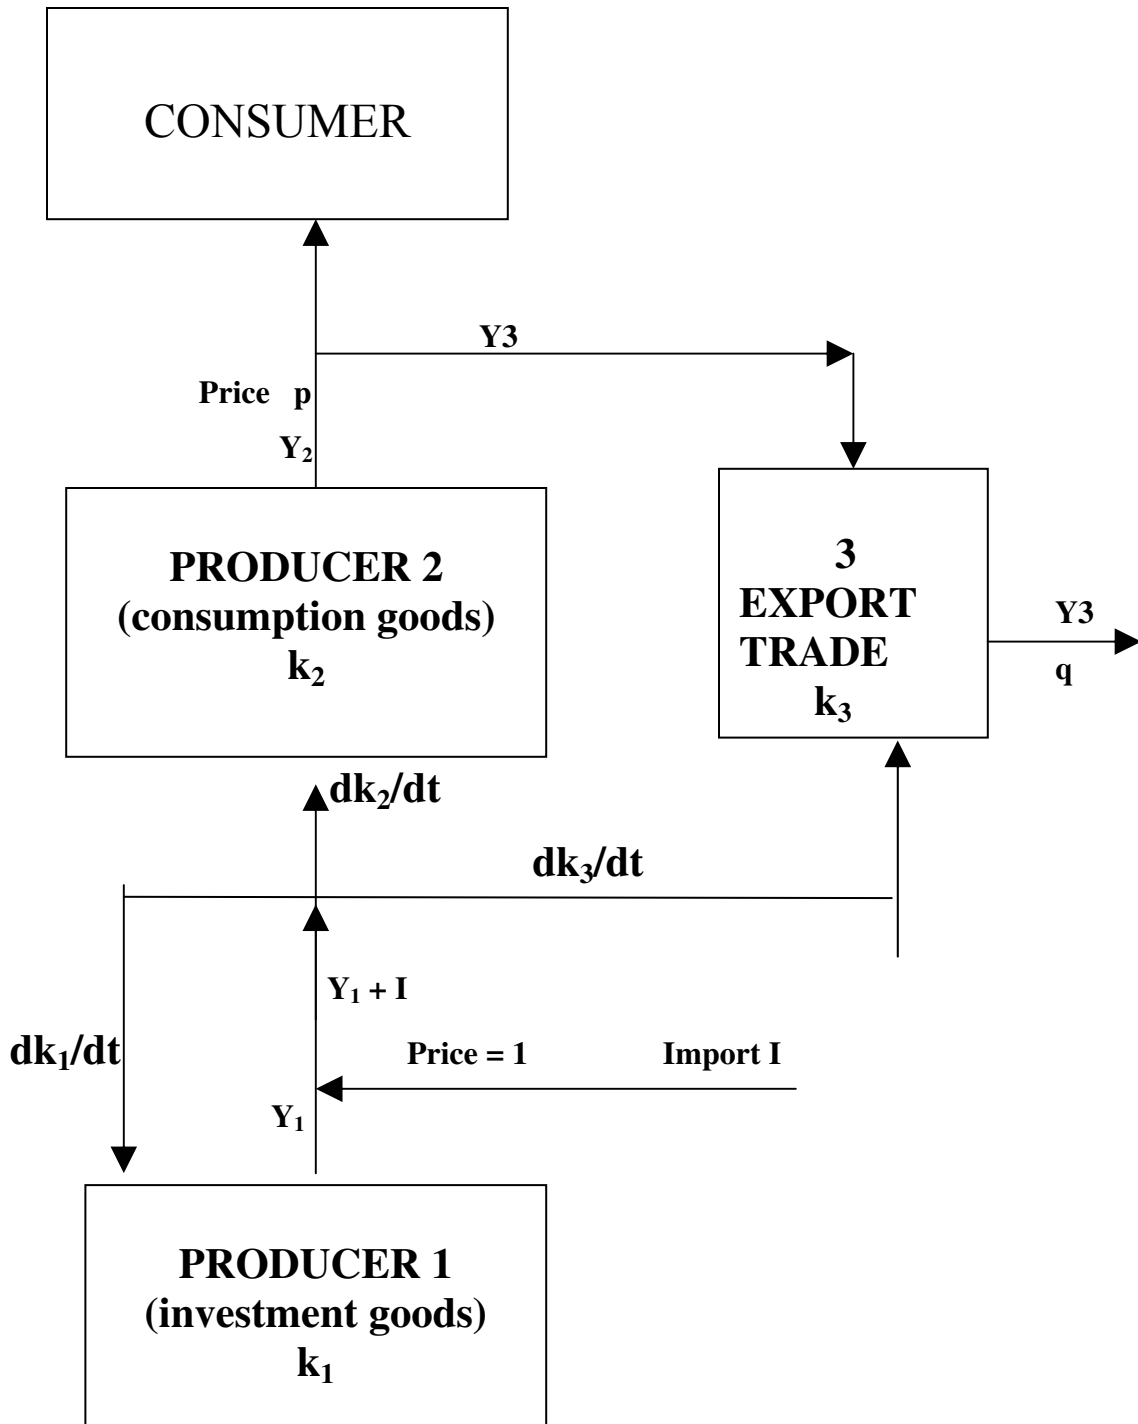 CONSUMER
Y3
Price p
Y₂
PRODUCER 2
(consumption goods)
k₂
3
EXPORT
TRADE
k₃
Y3
q
dk₂/dt
dk₃/dt
Y₁ + I
dk₁/dt
Price = 1 Import I
Y₁
PRODUCER 1
(investment goods)
k₁